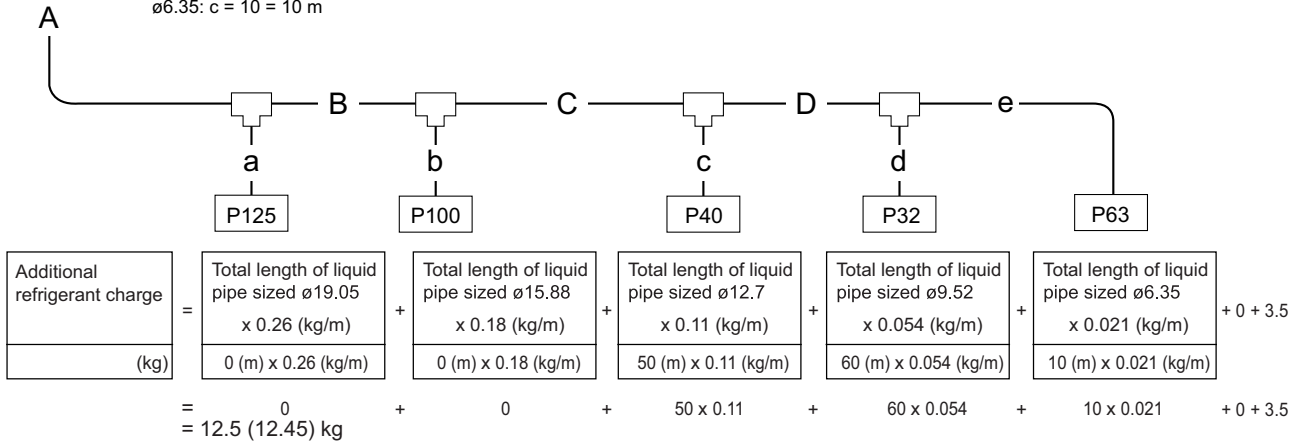 ø6.35: c = 10 = 10 m
A
B
C
D
e
a
b
c
d
P125
P100
P40
P32
P63
Additional
refrigerant charge
(kg)
=
Total length of liquid
pipe sized ø19.05
x 0.26 (kg/m)
0 (m) x 0.26 (kg/m)
+
Total length of liquid
pipe sized ø15.88
x 0.18 (kg/m)
0 (m) x 0.18 (kg/m)
+
Total length of liquid
pipe sized ø12.7
x 0.11 (kg/m)
50 (m) x 0.11 (kg/m)
+
Total length of liquid
pipe sized ø9.52
x 0.054 (kg/m)
60 (m) x 0.054 (kg/m)
+
Total length of liquid
pipe sized ø6.35
x 0.021 (kg/m)
10 (m) x 0.021 (kg/m)
+ 0 + 3.5
= 0 + 0 + 50 x 0.11 + 60 x 0.054 + 10 x 0.021 + 0 + 3.5
= 12.5 (12.45) kg